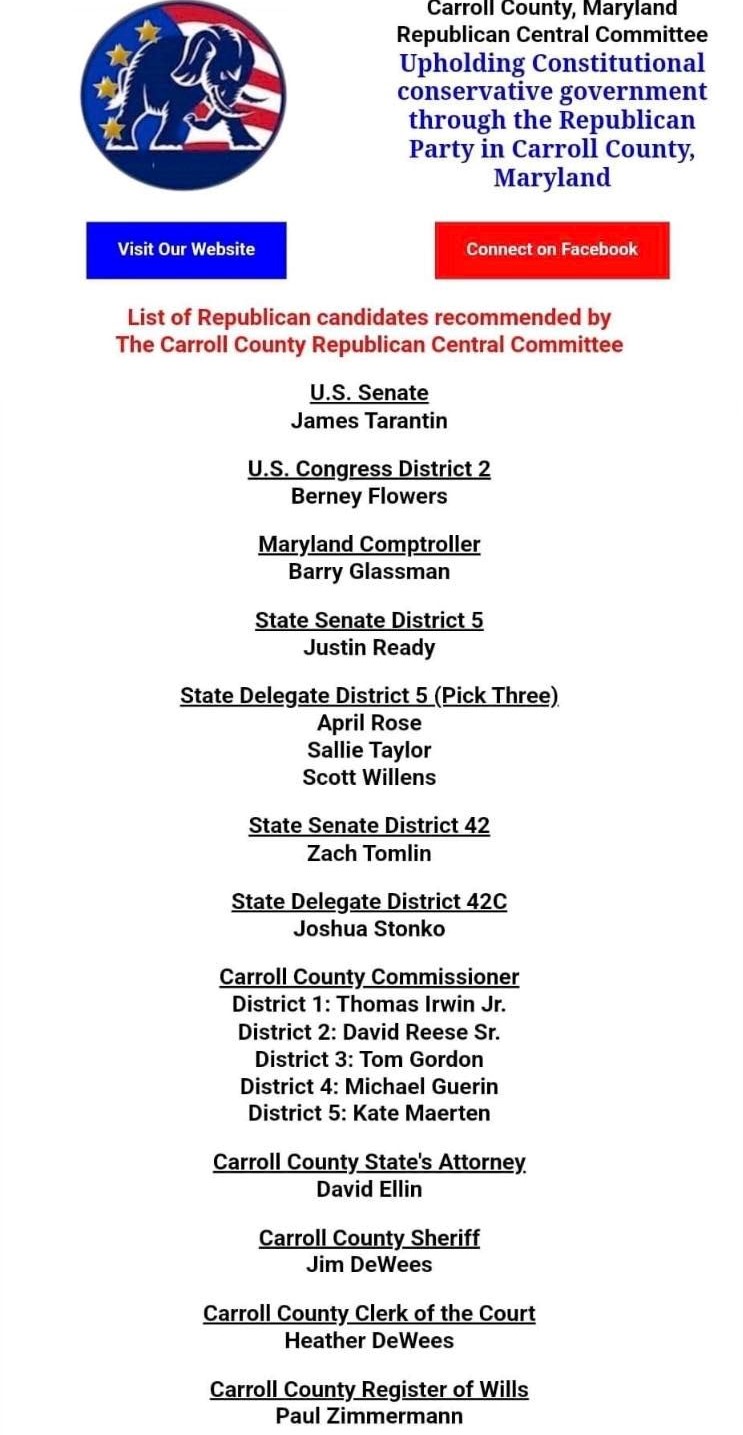 Carroll County, Maryland
Republican Central Committee
Upholding Constitutional
conservative government
through the Republican
Party in Carroll County,
Maryland
Visit Our Website
Connect on Facebook
List of Republican candidates recommended by
The Carroll County Republican Central Committee
U.S. Senate
James Tarantin
U.S. Congress District 2
Berney Flowers
Maryland Comptroller
Barry Glassman
State Senate District 5
Justin Ready
State Delegate District 5 (Pick Three)
April Rose
Sallie Taylor
Scott Willens
State Senate District 42
Zach Tomlin
State Delegate District 42C
Joshua Stonko
Carroll County Commissioner
District 1: Thomas Irwin Jr.
District 2: David Reese Sr.
District 3: Tom Gordon
District 4: Michael Guerin
District 5: Kate Maerten
Carroll County State's Attorney
David Ellin
Carroll County Sheriff
Jim DeWees
Carroll County Clerk of the Court
Heather DeWees
Carroll County Register of Wills
Paul Zimmermann